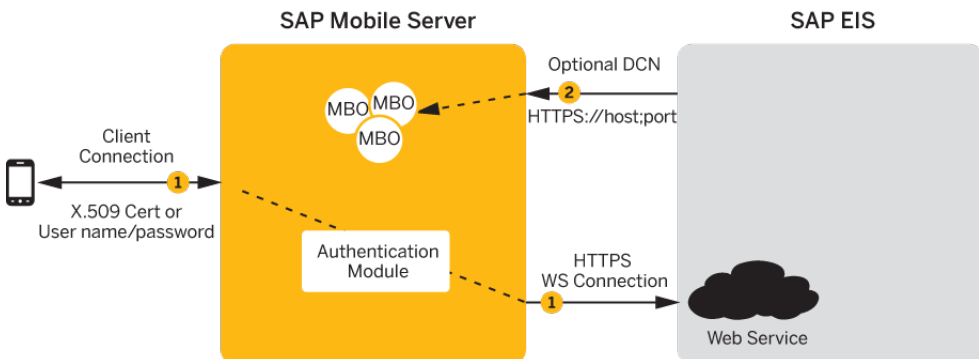 SAP Mobile Server
SAP EIS
Optional DCN
2
HTTPS://host;port
MBO
MBO
MBO
Client
Connection
1
X.509 Cert or
User name/password
Authentication
Module
HTTPS
WS Connection
1
Web Service